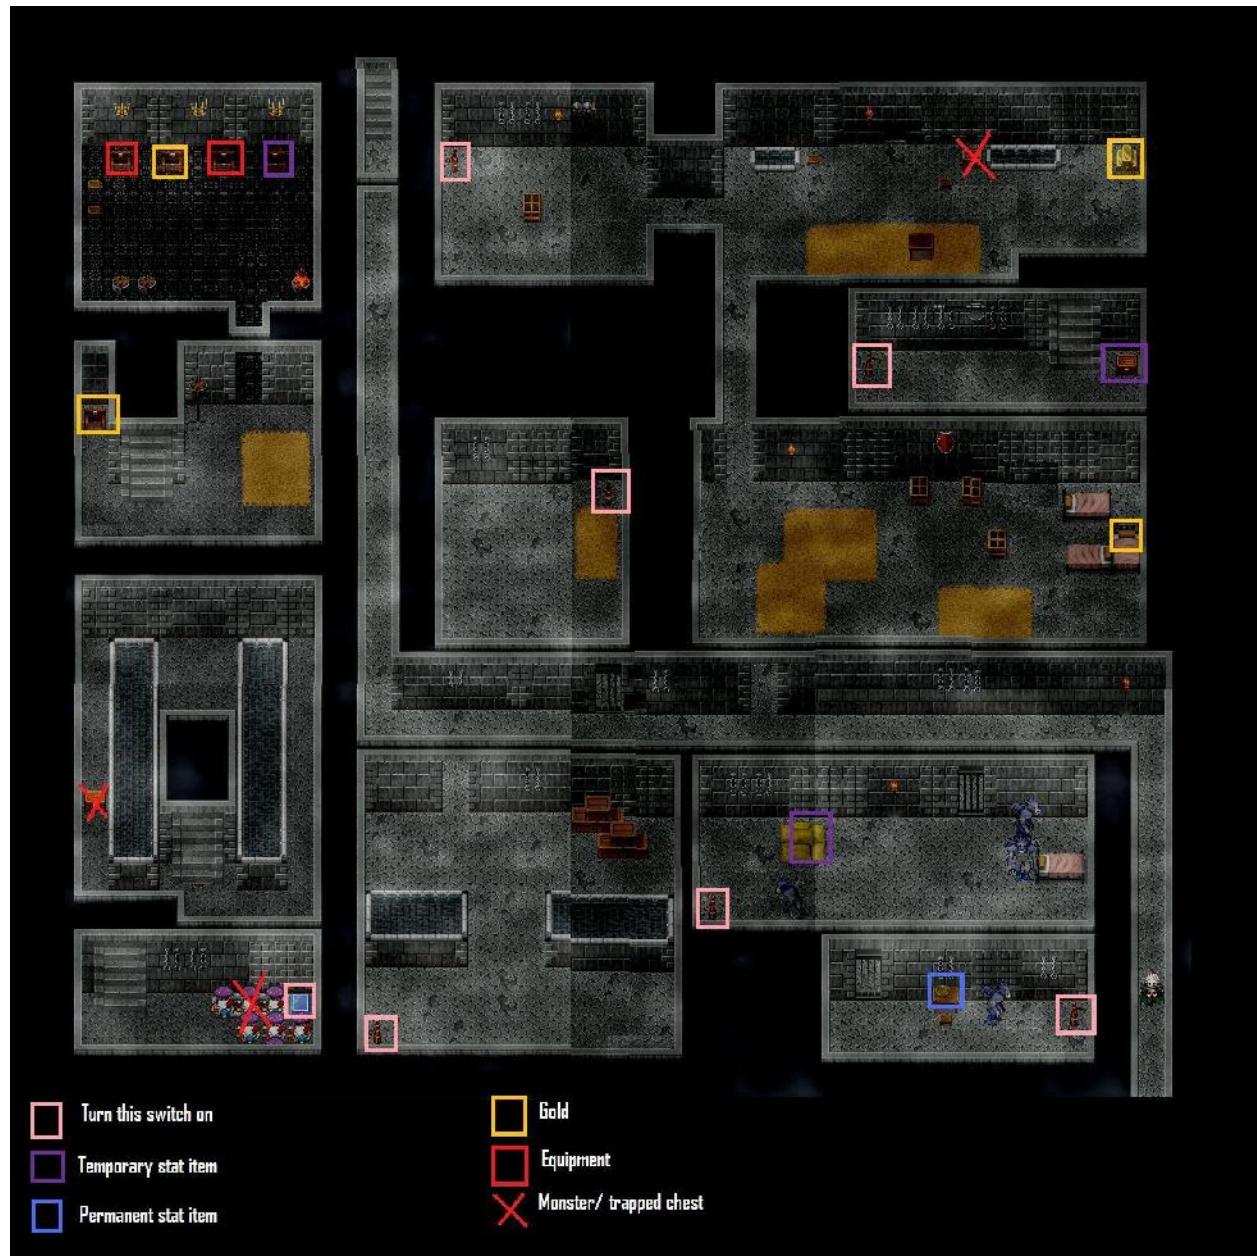 Turn this switch on
Temporary stat item
Permanent stat item
Gold
Equipment
Monster/ trapped chest